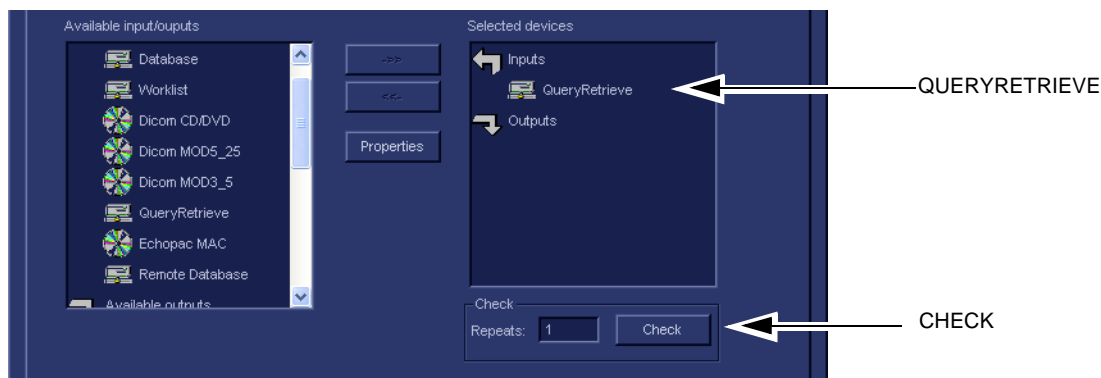 Available input/ouputs
Database
Worklist
Dicom CD/DVD
Dicom MOD5_25
Dicom MOD3_5
QueryRetrieve
Echopac MAC
Remote Database
Available outputs
->>
<<-
Properties
Selected devices
Inputs
QueryRetrieve
Outputs
Check
Repeats: 1 Check
QUERYRETRIEVE
CHECK